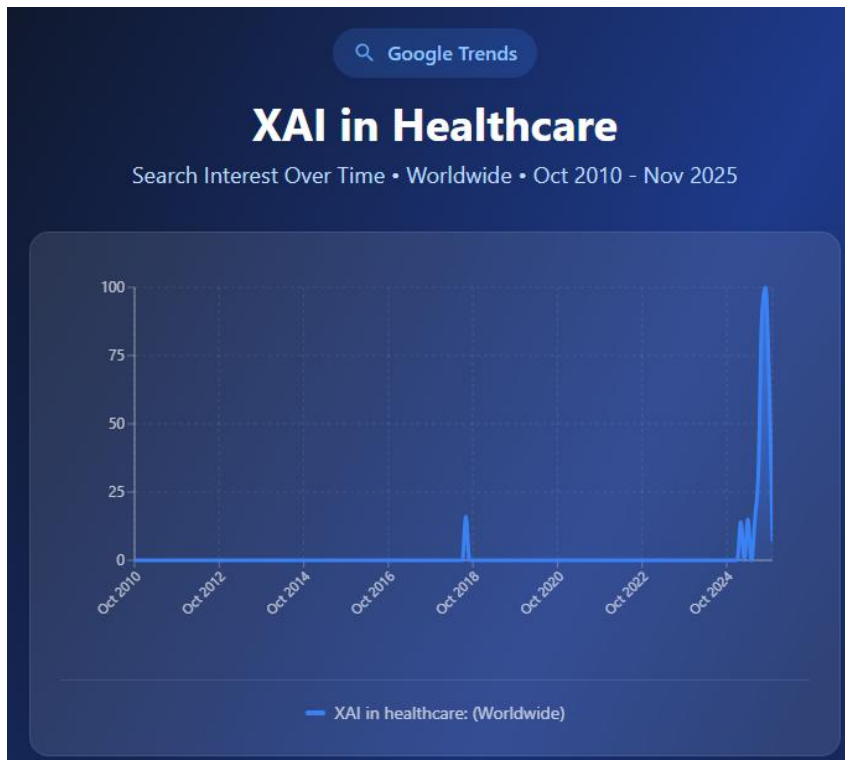 Google Trends
XAI in Healthcare
Search Interest Over Time • Worldwide • Oct 2010 - Nov 2025
100
75
50
25
0
Oct 2010
Oct 2012
Oct 2014
Oct 2016
Oct 2018
Oct 2020
Oct 2022
Oct 2024
XAI in healthcare: (Worldwide)